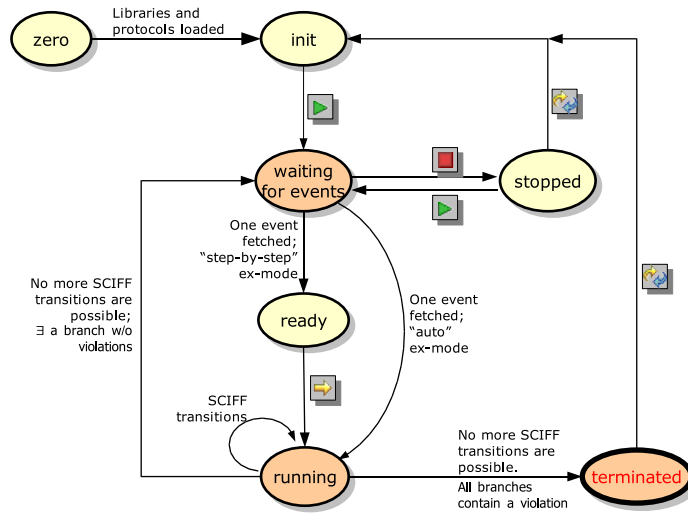 Libraries and
protocols loaded
zero
init
waiting
for events
stopped
One event
fetched;
“step-by-step”
ex-mode
No more SCIFF
transitions are
possible;
∃ a branch w/o
violations
One event
fetched;
“auto”
ex-mode
ready
SCIFF
transitions
No more SCIFF
transitions are
possible.
All branches
contain a violation
running
terminated